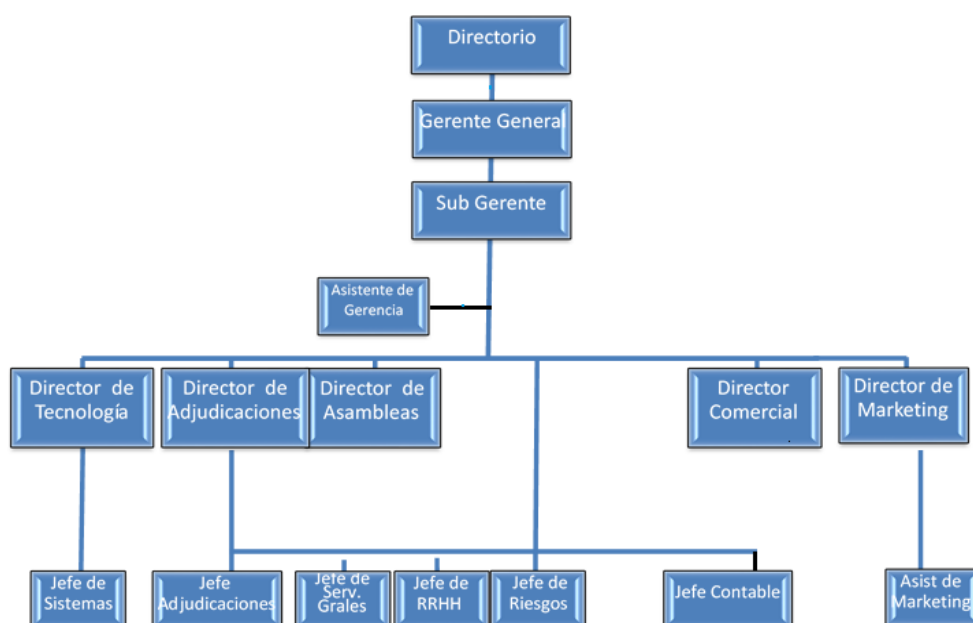 Directorio
Gerente General
Sub Gerente
Asistente de
Gerencia
Director de
Tecnología
Director de
Adjudicaciones
Director de
Asambleas
Director
Comercial
Director de
Marketing
Jefe de
Sistemas
Jefe
Adjudicaciones
Jefe de
Serv.
Grales
Jefe de
RRHH
Jefe de
Riesgos
Jefe Contable
Asist de
Marketing